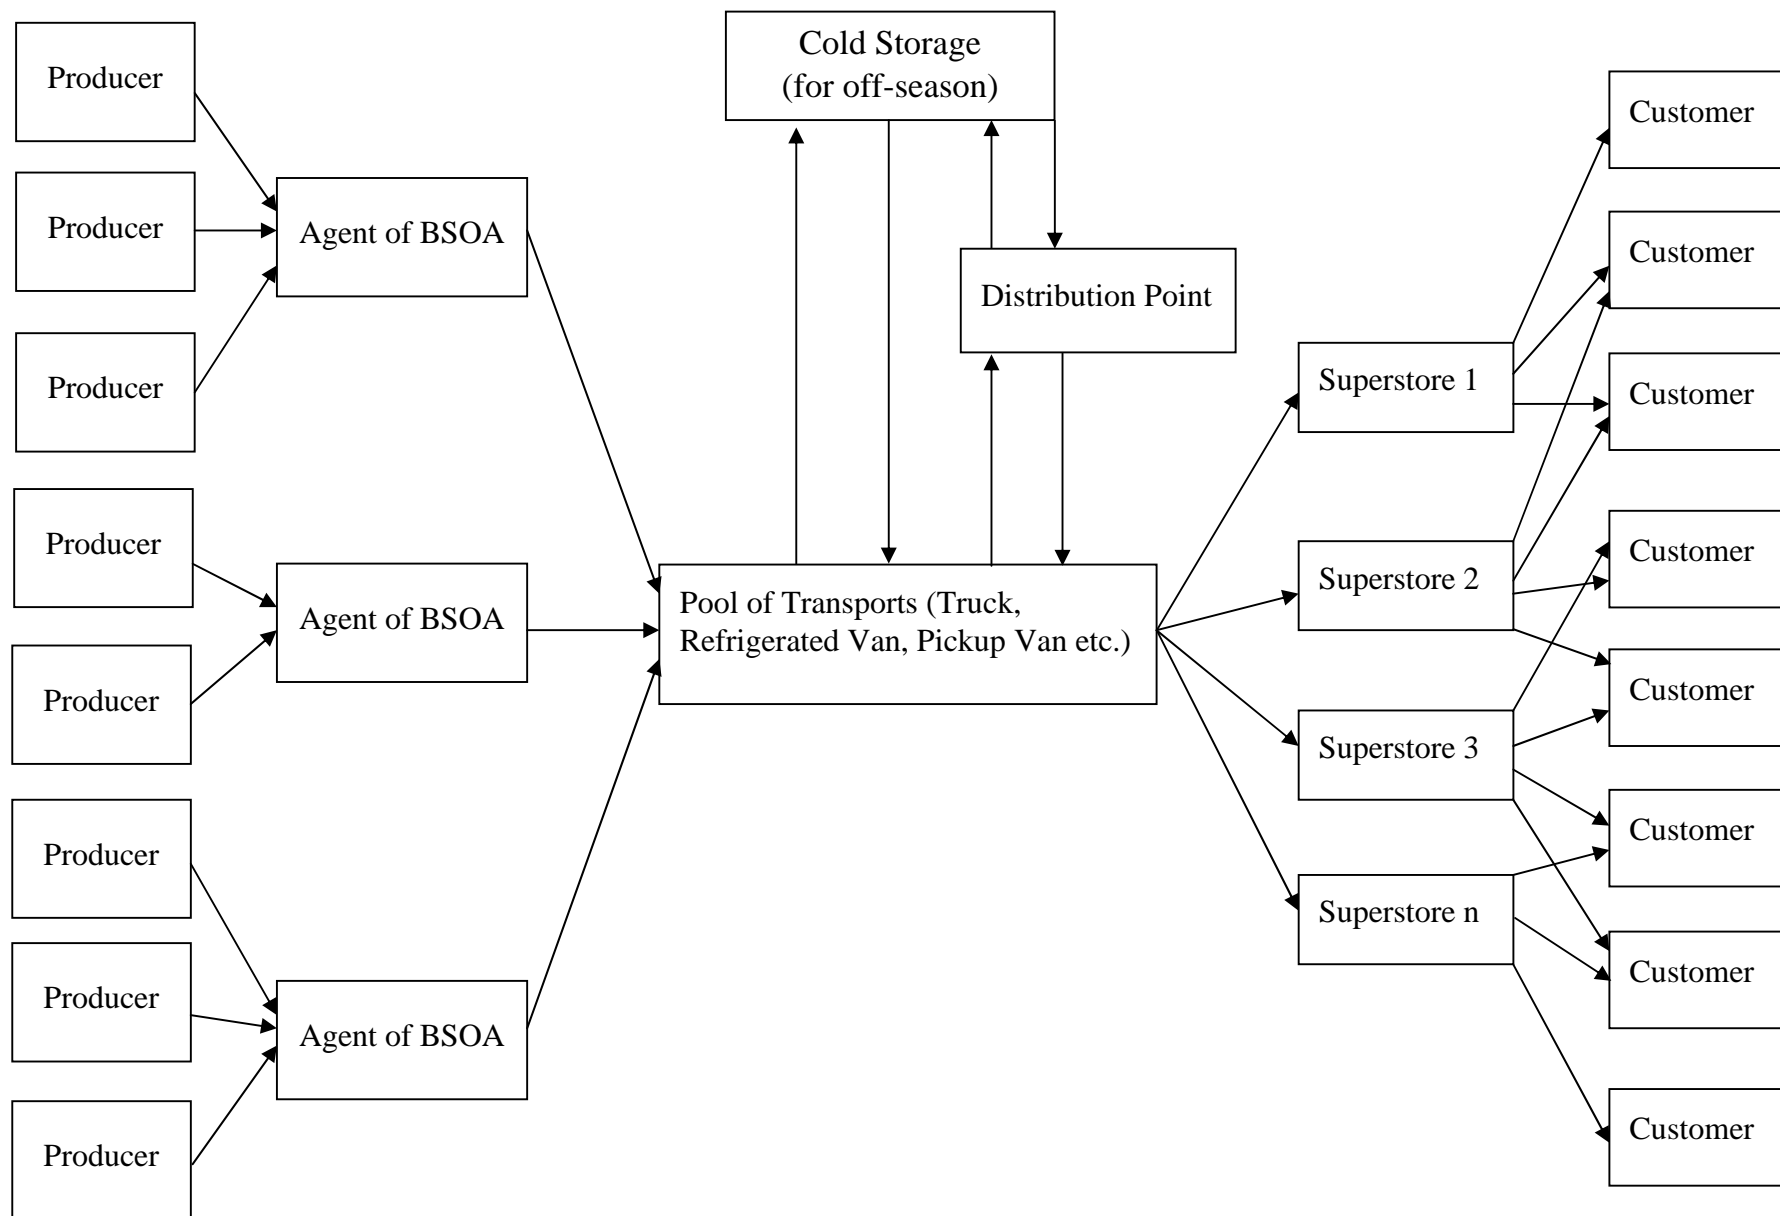 Producer
Producer
Producer
Producer
Producer
Producer
Producer
Producer
Agent of BSOA
Agent of BSOA
Agent of BSOA
Cold Storage
(for off-season)
Distribution Point
Pool of Transports (Truck,
Refrigerated Van, Pickup Van etc.)
Superstore 1
Superstore 2
Superstore 3
Superstore n
Customer
Customer
Customer
Customer
Customer
Customer
Customer
Customer